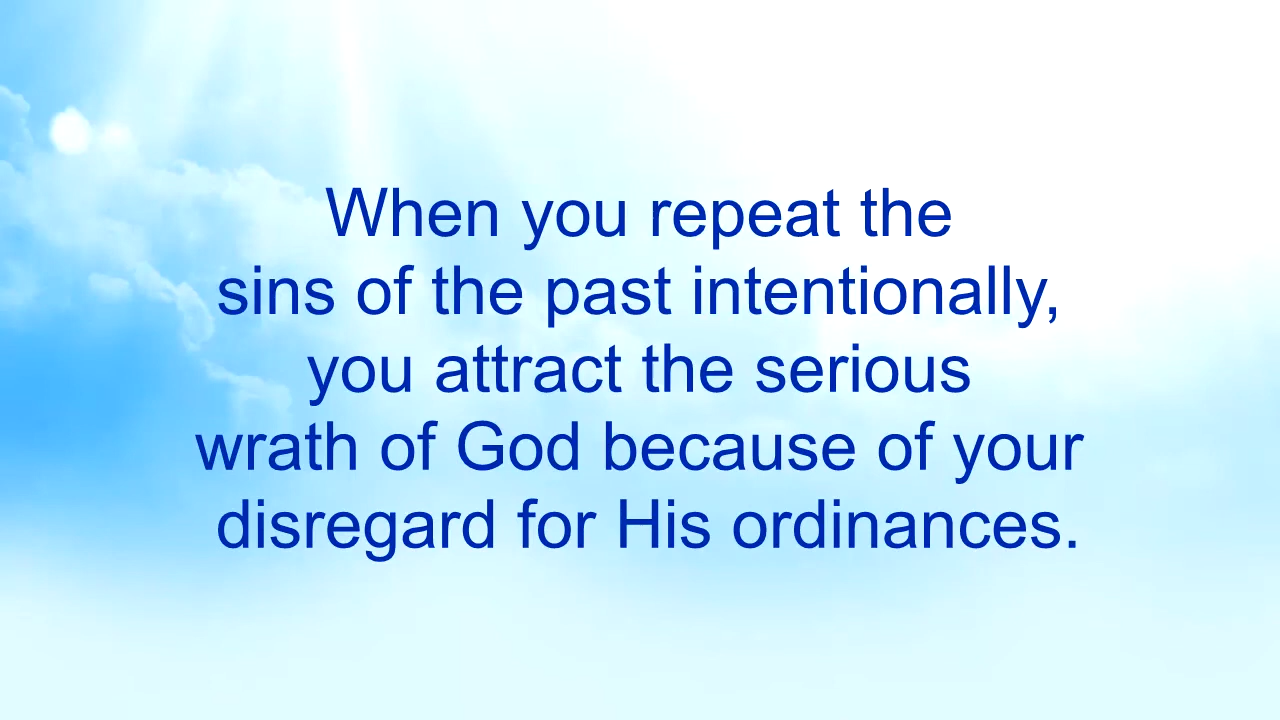 When you repeat the
sins of the past intentionally,
you attract the serious
wrath of God because of your
disregard for His ordinances.